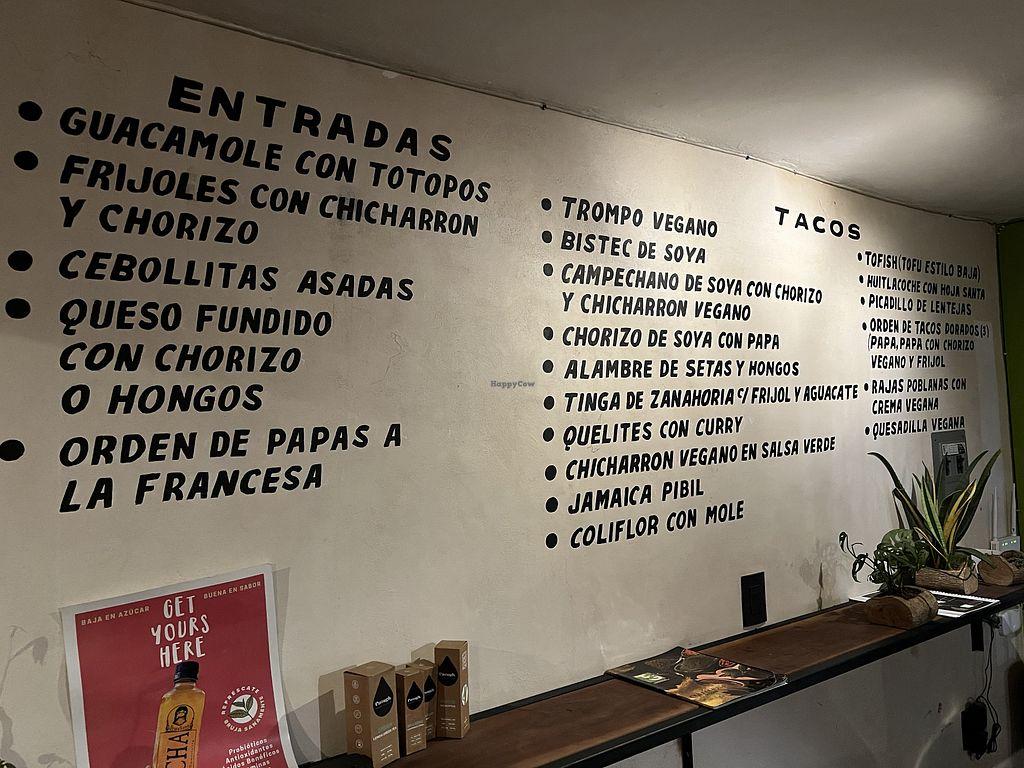 ENTRADAS
GUACAMOLE CON TOTOPOS
FRIJOLES CON CHICHARRON
Y CHORIZO
CEBOLLITAS ASADAS
QUESO FUNDIDO
CON CHORIZO
O HONGOS
ORDEN DE PAPAS A
LA FRANCESA
TACOS
TROMPO VEGANO
BISTEC DE SOYA
CAMPECHANO DE SOYA CON CHORIZO
Y CHICHARRON VEGANO
CHORIZO DE SOYA CON PAPA
ALAMBRE DE SETAS Y HONGOS
TINGA DE ZANAHORIA C/ FRIJOL Y AGUACATE
QUELITES CON CURRY
CHICHARRON VEGANO EN SALSA VERDE
JAMAICA PIBIL
COLIFLOR CON MOLE
TOFISH (TOFU ESTILO BAJA)
HUITLACOCHE CON HOJA SANTA
PICADILLO DE LENTEJAS
ORDEN DE TACOS DORADOS (3)
(PAPA, PAPA CON CHORIZO
VEGANO Y FRIJOL
RAJAS POBLANAS CON
CREMA VEGANA
QUESADILLA VEGANA
HappyCow
BAJA EN AZÚCAR
BUENA EN SABOR
GET
YOURS
HERE
REFRÉSCATE
Probióticos
Antioxidantes